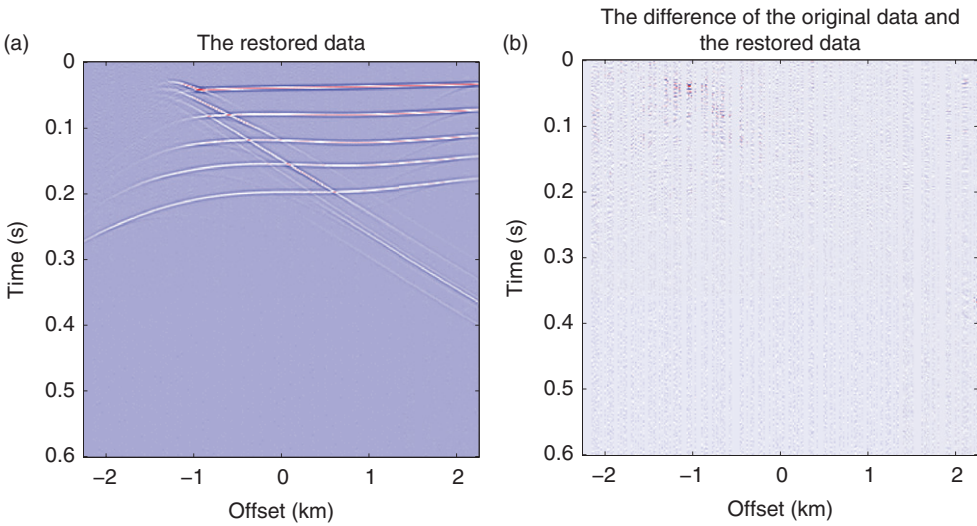 (a)
The restored data
0
0.1
0.2
0.3
0.4
0.5
0.6
Time (s)
−2
−1
0
1
2
Offset (km)
(b)
The difference of the original data and
the restored data
0
0.1
0.2
0.3
0.4
0.5
0.6
Time (s)
−2
−1
0
1
2
Offset (km)